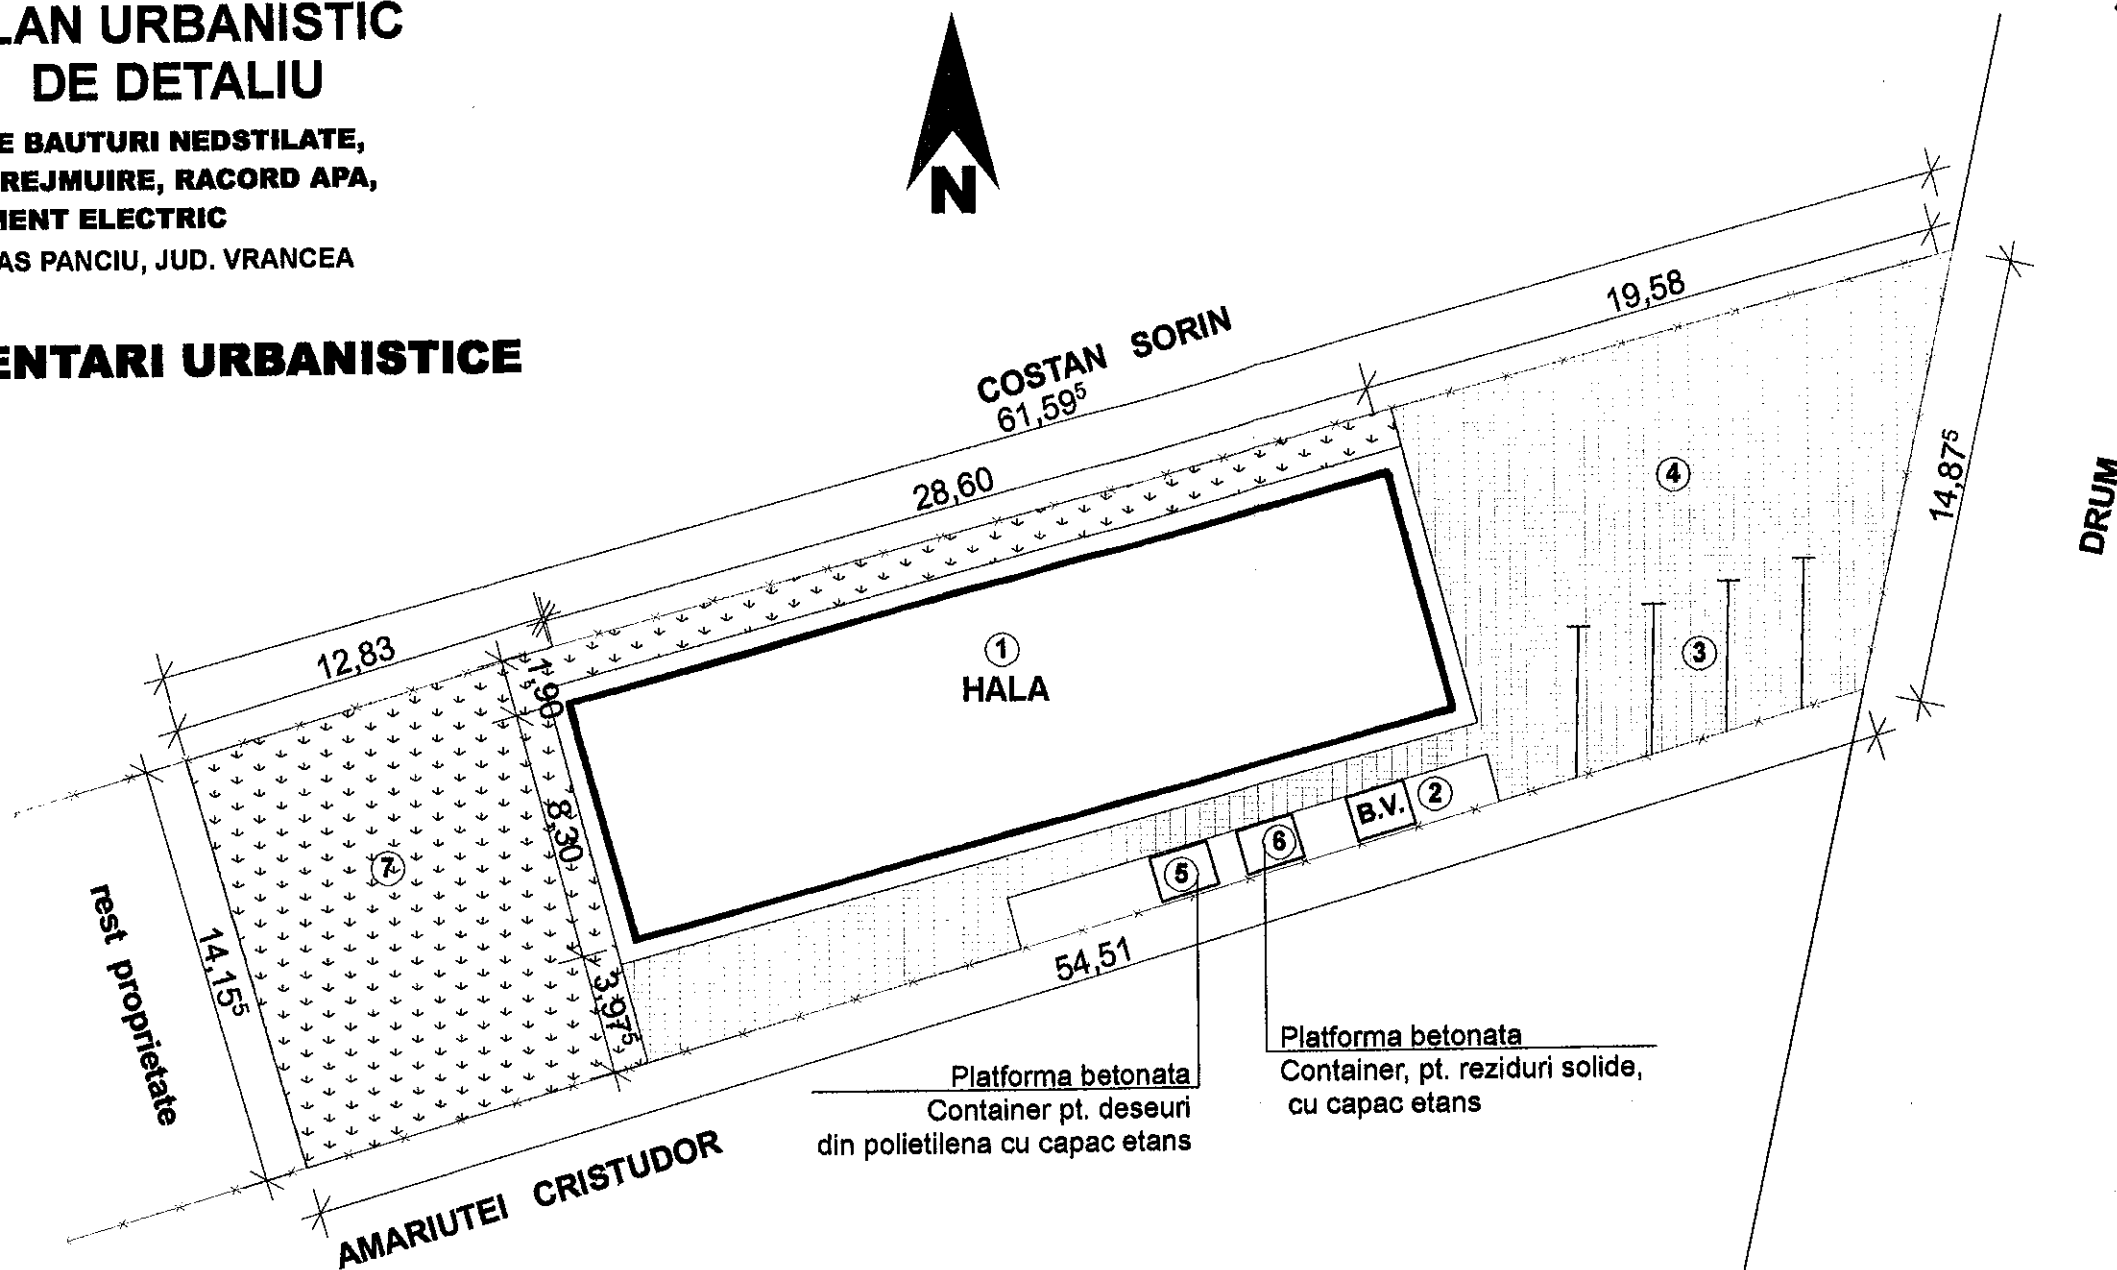 LAN URBANISTIC
DE DETALIU
E BAUTURI NEDSTILATE,
REJMUIRE, RACORD APA,
MENT ELECTRIC
AS PANCIU, JUD. VRANCEA
ENTARI URBANISTICE
N
COSTAN SORIN
61,59⁵
19,58
28,60
12,83
14,87⁵
DRUM
4
3
1
HALA
1,90
8,30
3,97⁵
7
2
B.V.
6
5
54,51
rest proprietate
14,15⁵
Platforma betonata
Container, pt. reziduri solide,
cu capac etans
Platforma betonata
Container pt. deseuri
din polietilena cu capac etans
AMARIUTEI CRISTUDOR